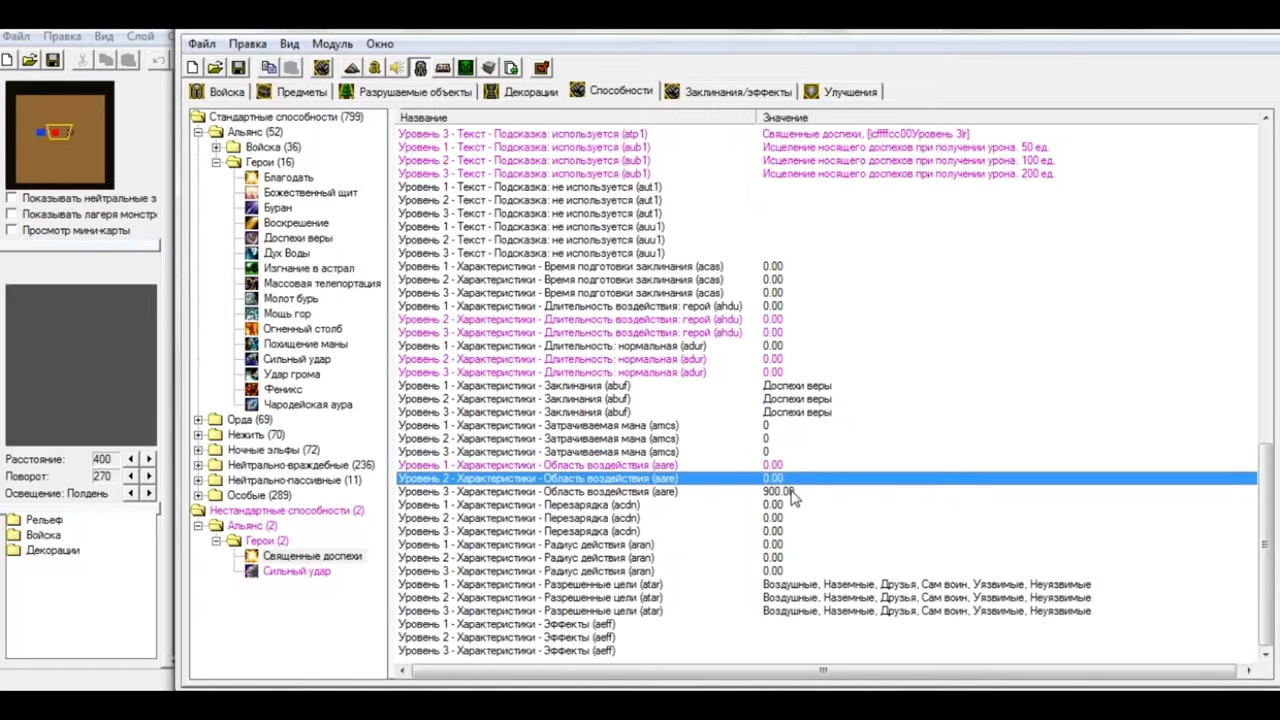 Файл Правка Вид Слой
Показывать нейтральные з
Показывать лагеря монстро
Просмотр мини-карты
Расстояние: 400
Поворот: 270
Освещение: Полдень
Рельеф
Войска
Декорации
Файл Правка Вид Модуль Окно
Войска Предметы Разрушаемые объекты Декорации Способности Заклинания/эффекты Улучшения
Стандартные способности (799)
Альянс (52)
Войска (36)
Герои (16)
Благодать
Божественный щит
Буран
Воскрешение
Доспехи веры
Дух Воды
Изгнание в астрал
Массовая телепортация
Молот бурь
Мощь гор
Огненный столб
Похищение маны
Сильный удар
Удар грома
Феникс
Чародейская аура
Орда (69)
Нежить (70)
Ночные эльфы (72)
Нейтрально-враждебные (236)
Нейтрально-пассивные (11)
Особые (289)
Нестандартные способности (2)
Альянс (2)
Герои (2)
Священные доспехи
Сильный удар
Название Значение
Уровень 3 - Текст - Подсказка: используется (atp1) Священные доспехи, [|cffffcc00Уровень 3|r]
Уровень 1 - Текст - Подсказка: используется (aub1) Исцеление носящего доспехов при получении урона. 50 ед.
Уровень 2 - Текст - Подсказка: используется (aub1) Исцеление носящего доспехов при получении урона. 100 ед.
Уровень 3 - Текст - Подсказка: используется (aub1) Исцеление носящего доспехов при получении урона. 200 ед.
Уровень 1 - Текст - Подсказка: не используется (aut1)
Уровень 2 - Текст - Подсказка: не используется (aut1)
Уровень 3 - Текст - Подсказка: не используется (aut1)
Уровень 1 - Текст - Подсказка: не используется (auu1)
Уровень 2 - Текст - Подсказка: не используется (auu1)
Уровень 3 - Текст - Подсказка: не используется (auu1)
Уровень 1 - Характеристики - Время подготовки заклинания (acas) 0.00
Уровень 2 - Характеристики - Время подготовки заклинания (acas) 0.00
Уровень 3 - Характеристики - Время подготовки заклинания (acas) 0.00
Уровень 1 - Характеристики - Длительность воздействия: герой (ahdu) 0.00
Уровень 2 - Характеристики - Длительность воздействия: герой (ahdu) 0.00
Уровень 3 - Характеристики - Длительность воздействия: герой (ahdu) 0.00
Уровень 1 - Характеристики - Длительность: нормальная (adur) 0.00
Уровень 2 - Характеристики - Длительность: нормальная (adur) 0.00
Уровень 3 - Характеристики - Длительность: нормальная (adur) 0.00
Уровень 1 - Характеристики - Заклинания (abuf) Доспехи веры
Уровень 2 - Характеристики - Заклинания (abuf) Доспехи веры
Уровень 3 - Характеристики - Заклинания (abuf) Доспехи веры
Уровень 1 - Характеристики - Затрачиваемая мана (amcs) 0
Уровень 2 - Характеристики - Затрачиваемая мана (amcs) 0
Уровень 3 - Характеристики - Затрачиваемая мана (amcs) 0
Уровень 1 - Характеристики - Область воздействия (aare) 0.00
Уровень 2 - Характеристики - Область воздействия (aare) 0.00
Уровень 3 - Характеристики - Область воздействия (aare) 900.00
Уровень 1 - Характеристики - Перезарядка (acdn) 0.00
Уровень 2 - Характеристики - Перезарядка (acdn) 0.00
Уровень 3 - Характеристики - Перезарядка (acdn) 0.00
Уровень 1 - Характеристики - Радиус действия (aran) 0.00
Уровень 2 - Характеристики - Радиус действия (aran) 0.00
Уровень 3 - Характеристики - Радиус действия (aran) 0.00
Уровень 1 - Характеристики - Разрешенные цели (atar) Воздушные, Наземные, Друзья, Сам воин, Уязвимые, Неуязвимые
Уровень 2 - Характеристики - Разрешенные цели (atar) Воздушные, Наземные, Друзья, Сам воин, Уязвимые, Неуязвимые
Уровень 3 - Характеристики - Разрешенные цели (atar) Воздушные, Наземные, Друзья, Сам воин, Уязвимые, Неуязвимые
Уровень 1 - Характеристики - Эффекты (aeff)
Уровень 2 - Характеристики - Эффекты (aeff)
Уровень 3 - Характеристики - Эффекты (aeff)